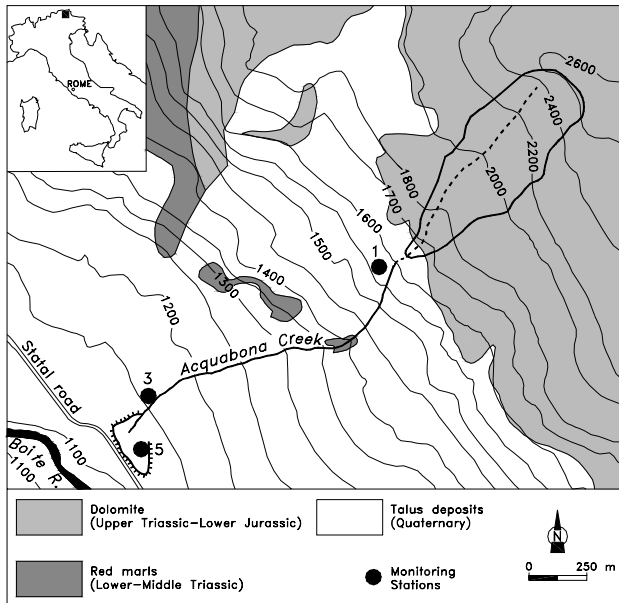 ROME
2600
2400
2200
2000
1800
1700
1600
1500
1400
1300
1200
1
Acquabona Creek
3
5
Statal road
1100
Boite R.
1100
Dolomite
(Upper Triassic-Lower Jurassic)
Talus deposits
(Quaternary)
Red marls
(Lower-Middle Triassic)
Monitoring
Stations
N
0 250 m